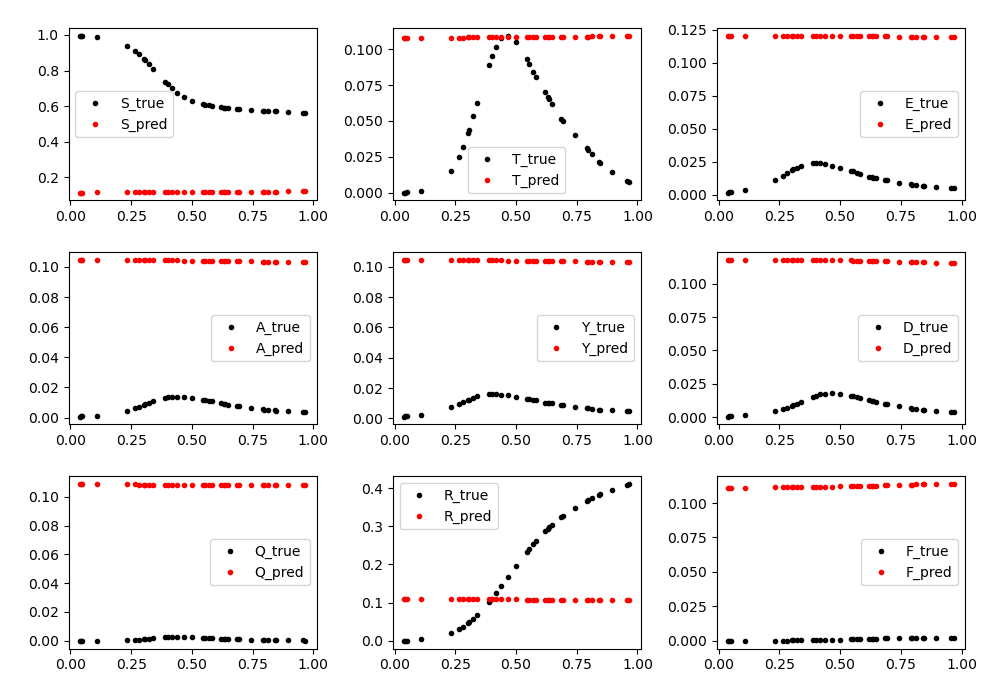 1.0
0.8
0.6
0.4
0.2
S_true
S_pred
0.00 0.25 0.50 0.75 1.00
0.100
0.075
0.050
0.025
0.000
T_true
T_pred
0.00 0.25 0.50 0.75 1.00
0.125
0.100
0.075
0.050
0.025
0.000
E_true
E_pred
0.00 0.25 0.50 0.75 1.00
0.10
0.08
0.06
0.04
0.02
0.00
A_true
A_pred
0.00 0.25 0.50 0.75 1.00
0.10
0.08
0.06
0.04
0.02
0.00
Y_true
Y_pred
0.00 0.25 0.50 0.75 1.00
0.100
0.075
0.050
0.025
0.000
D_true
D_pred
0.00 0.25 0.50 0.75 1.00
0.10
0.08
0.06
0.04
0.02
0.00
Q_true
Q_pred
0.00 0.25 0.50 0.75 1.00
0.4
0.3
0.2
0.1
0.0
R_true
R_pred
0.00 0.25 0.50 0.75 1.00
0.100
0.075
0.050
0.025
0.000
F_true
F_pred
0.00 0.25 0.50 0.75 1.00